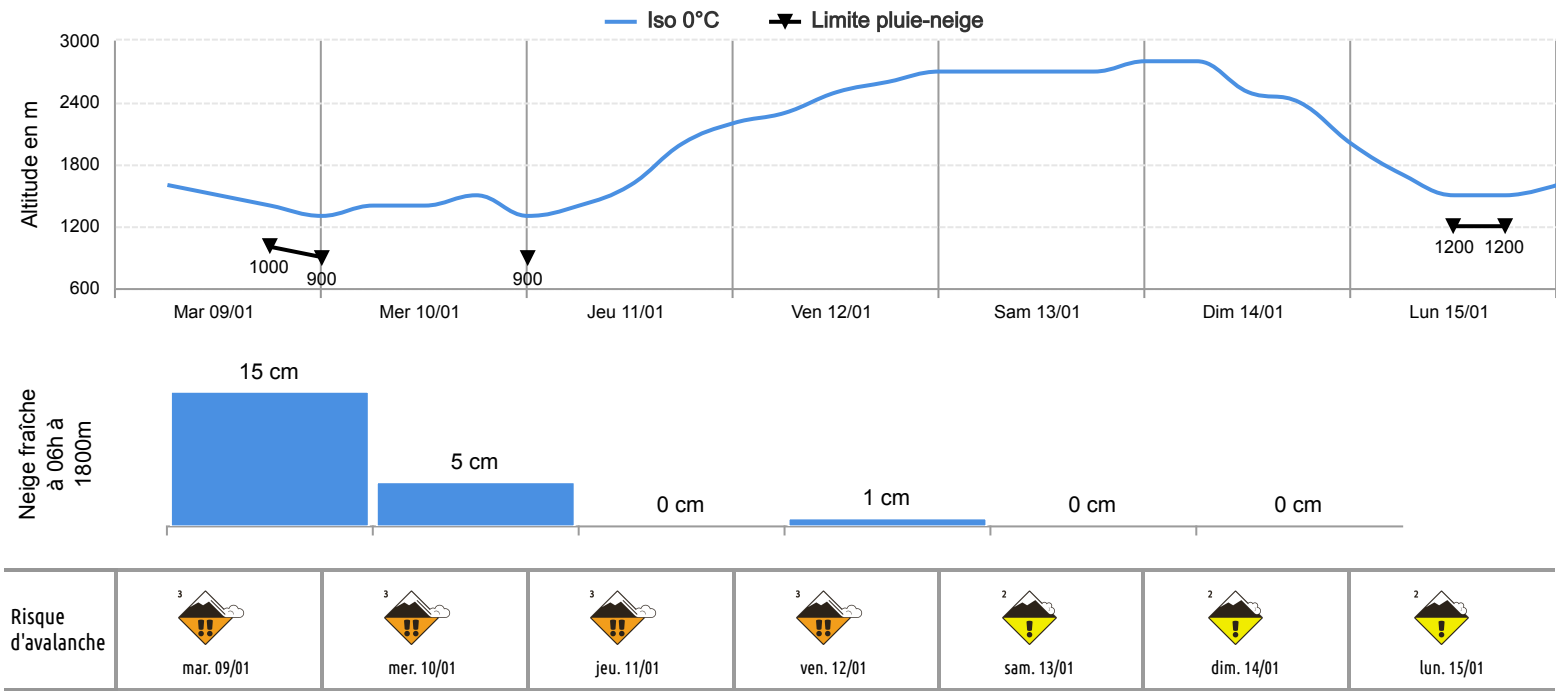 Iso 0°C Limite pluie-neige
Altitude en m
3000
2400
1800
1200
600
1000 900 900 1200 1200
Mar 09/01 Mer 10/01 Jeu 11/01 Ven 12/01 Sam 13/01 Dim 14/01 Lun 15/01
Neige fraîche
à 06h à
1800m
15 cm 5 cm 0 cm 1 cm 0 cm 0 cm
Risque
d'avalanche
3 3 3 3 2 2 2
!! !! !! !! ! ! !
mar. 09/01 mer. 10/01 jeu. 11/01 ven. 12/01 sam. 13/01 dim. 14/01 lun. 15/01